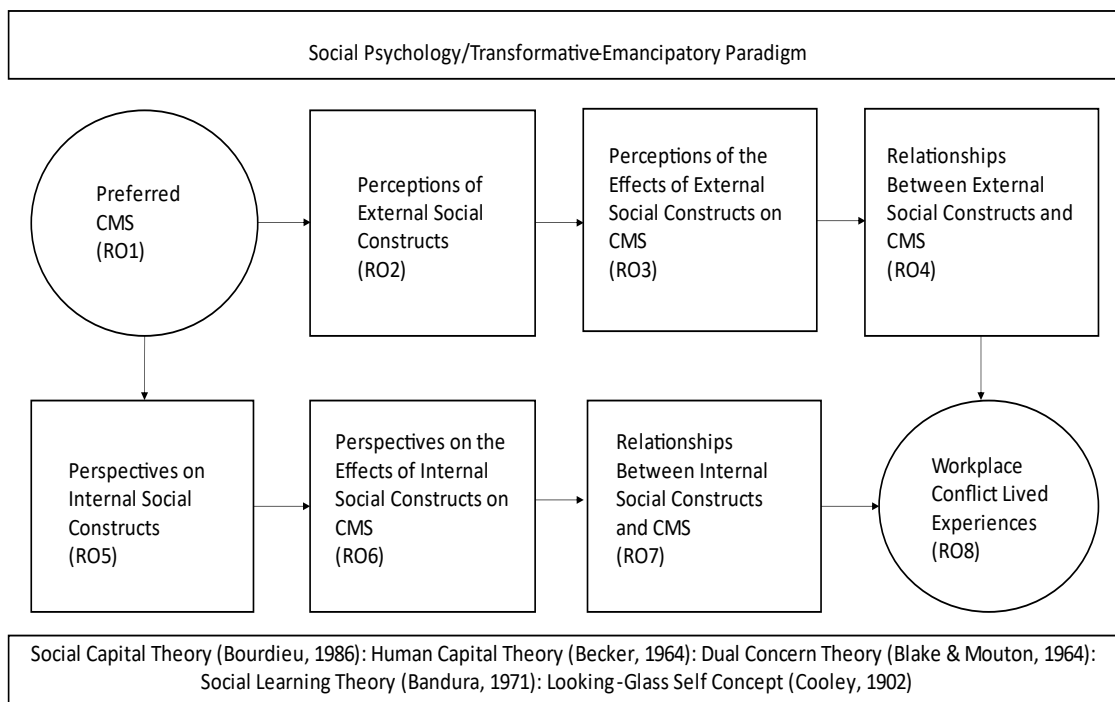 Social Psychology/Transformative-Emancipatory Paradigm
Preferred
CMS
(RO1)
Perceptions of
External Social
Constructs
(RO2)
Perceptions of the
Effects of External
Social Constructs on
CMS
(RO3)
Relationships
Between External
Social Constructs and
CMS
(RO4)
Perspectives on
Internal Social
Constructs
(RO5)
Perspectives on the
Effects of Internal
Social Constructs on
CMS
(RO6)
Relationships
Between Internal
Social Constructs
and CMS
(RO7)
Workplace
Conflict Lived
Experiences
(RO8)
Social Capital Theory (Bourdieu, 1986): Human Capital Theory (Becker, 1964): Dual Concern Theory (Blake & Mouton, 1964):
Social Learning Theory (Bandura, 1971): Looking-Glass Self Concept (Cooley, 1902)